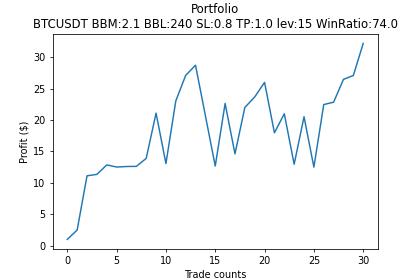 Portfolio
BTCUSDT BBM:2.1 BBL:240 SL:0.8 TP:1.0 lev:15 WinRatio:74.0
Profit ($)
30
25
20
15
10
5
0
0 5 10 15 20 25 30
Trade counts